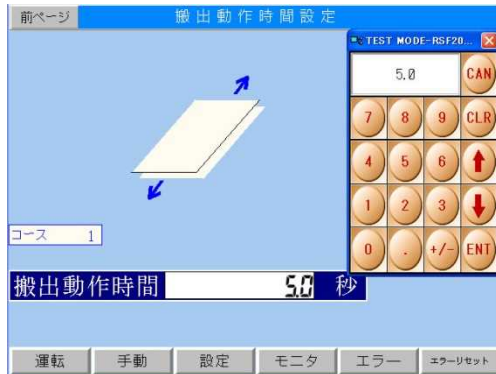 前ページ
搬出動作時間設定
TEST MODE-RSF20...
5.0
CAN
7 8 9 CLR
4 5 6
1 2 3
0 . +/- ENT
コース 1
搬出動作時間 5.0 秒
運転 手動 設定 モニタ エラー エラーリセット